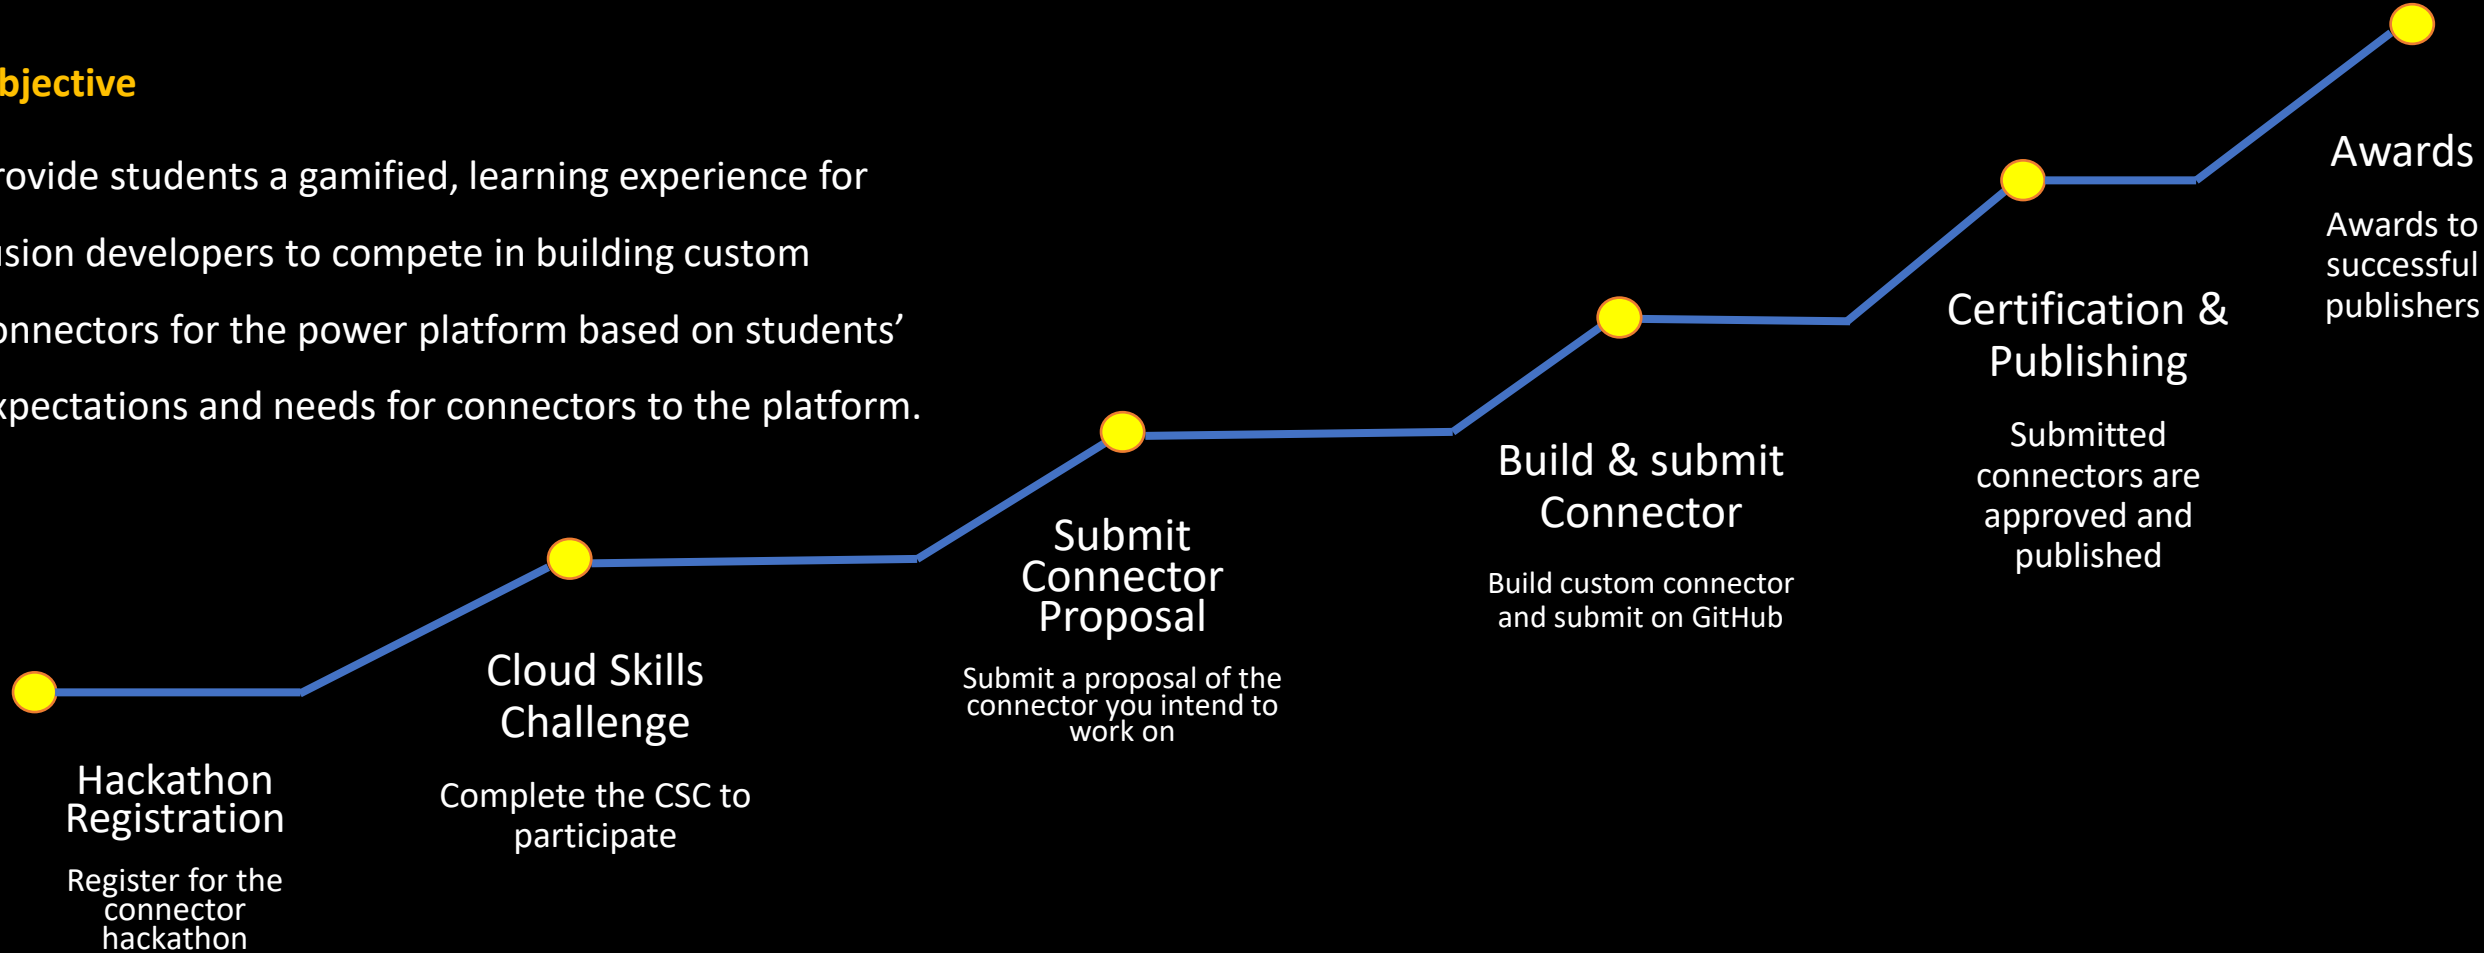 bjective
rovide students a gamified, learning experience for
usion developers to compete in building custom
onnectors for the power platform based on students’
xpectations and needs for connectors to the platform.
Hackathon
Registration
Register for the
connector
hackathon
Cloud Skills
Challenge
Complete the CSC to
participate
Submit
Connector
Proposal
Submit a proposal of the
connector you intend to
work on
Build & submit
Connector
Build custom connector
and submit on GitHub
Certification &
Publishing
Submitted
connectors are
approved and
published
Awards
Awards to
successful
publishers